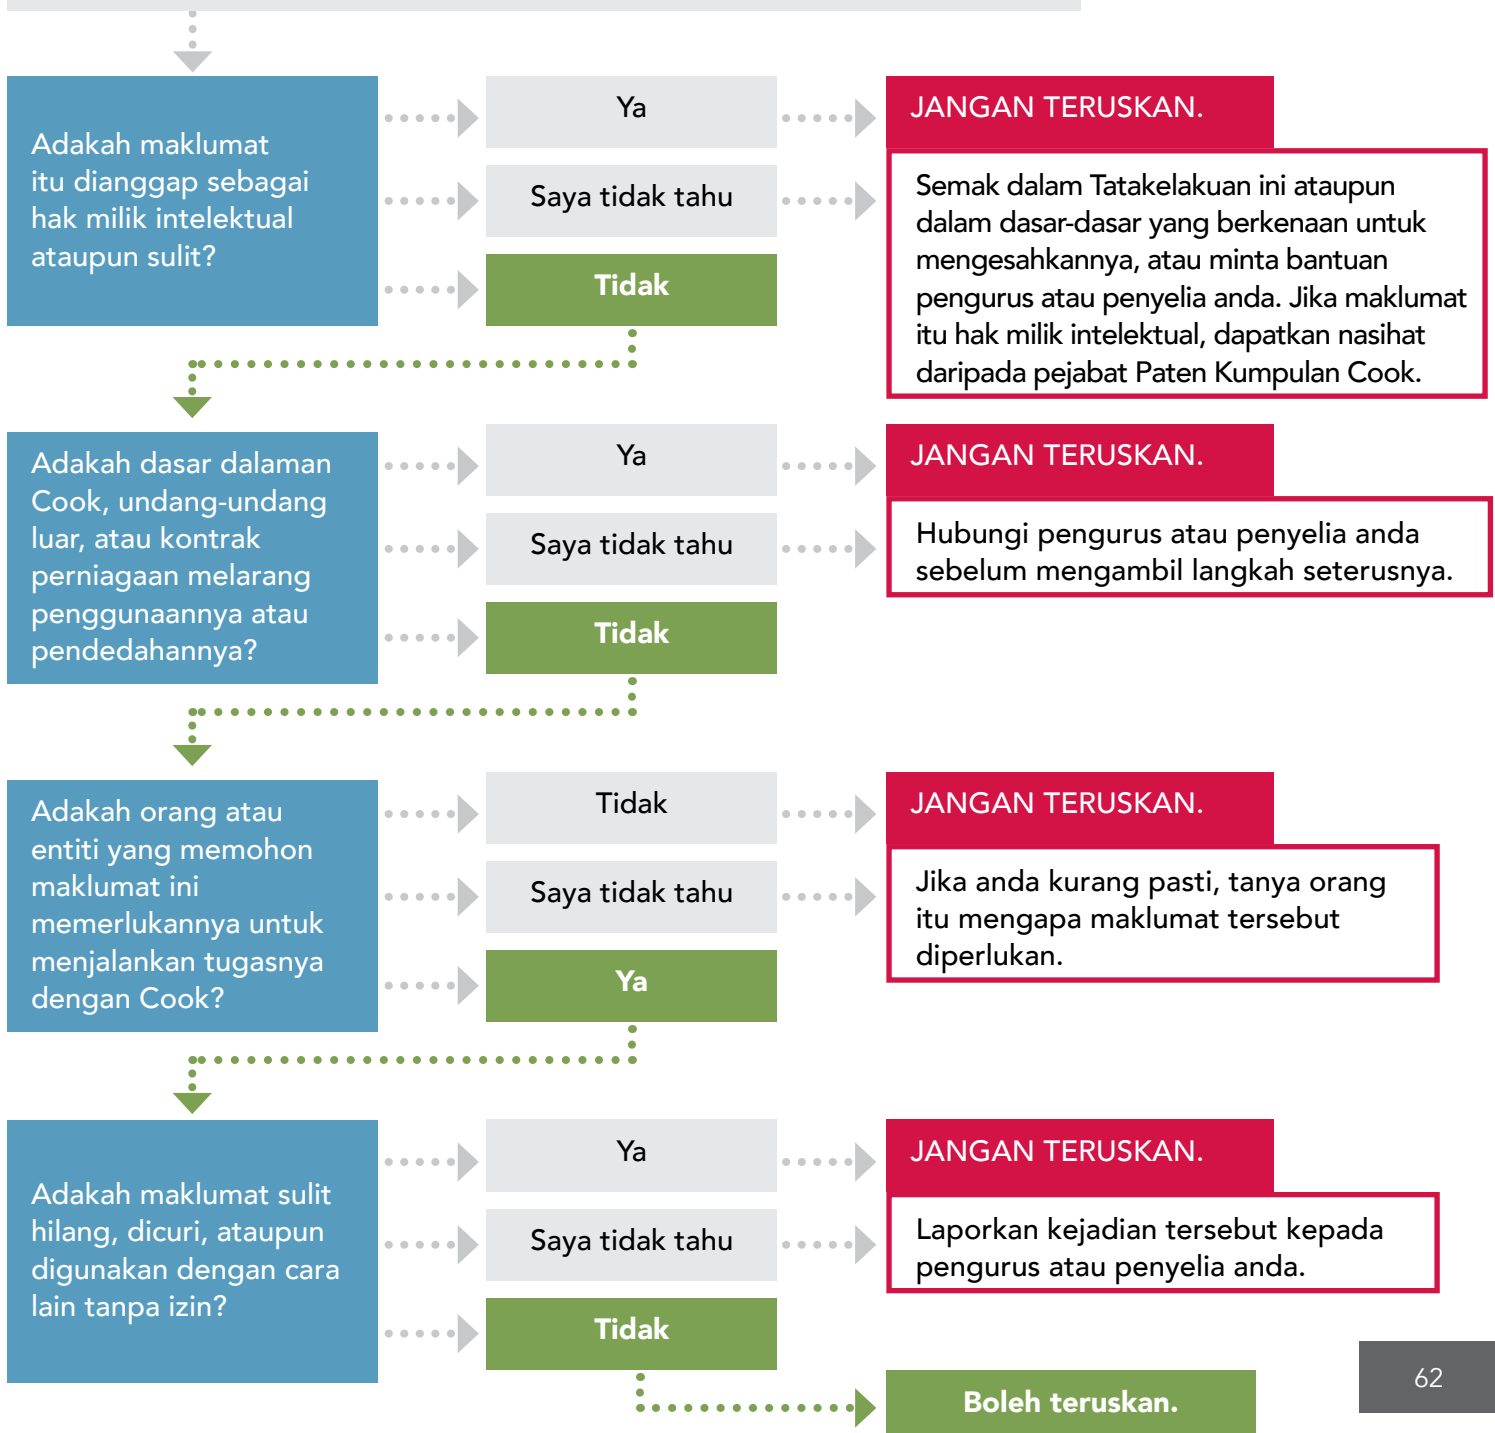 Adakah maklumat
itu dianggap sebagai
hak milik intelektual
ataupun sulit?
Ya
Saya tidak tahu
Tidak
JANGAN TERUSKAN.
Semak dalam Tatakelakuan ini ataupun
dalam dasar-dasar yang berkenaan untuk
mengesahkannya, atau minta bantuan
pengurus atau penyelia anda. Jika maklumat
itu hak milik intelektual, dapatkan nasihat
daripada pejabat Paten Kumpulan Cook.
Adakah dasar dalaman
Cook, undang-undang
luar, atau kontrak
perniagaan melarang
penggunaannya atau
pendedahannya?
Ya
Saya tidak tahu
Tidak
JANGAN TERUSKAN.
Hubungi pengurus atau penyelia anda
sebelum mengambil langkah seterusnya.
Adakah orang atau
entiti yang memohon
maklumat ini
memerlukannya untuk
menjalankan tugasnya
dengan Cook?
Tidak
Saya tidak tahu
Ya
JANGAN TERUSKAN.
Jika anda kurang pasti, tanya orang
itu mengapa maklumat tersebut
diperlukan.
Adakah maklumat sulit
hilang, dicuri, ataupun
digunakan dengan cara
lain tanpa izin?
Ya
Saya tidak tahu
Tidak
JANGAN TERUSKAN.
Laporkan kejadian tersebut kepada
pengurus atau penyelia anda.
Boleh teruskan.
62